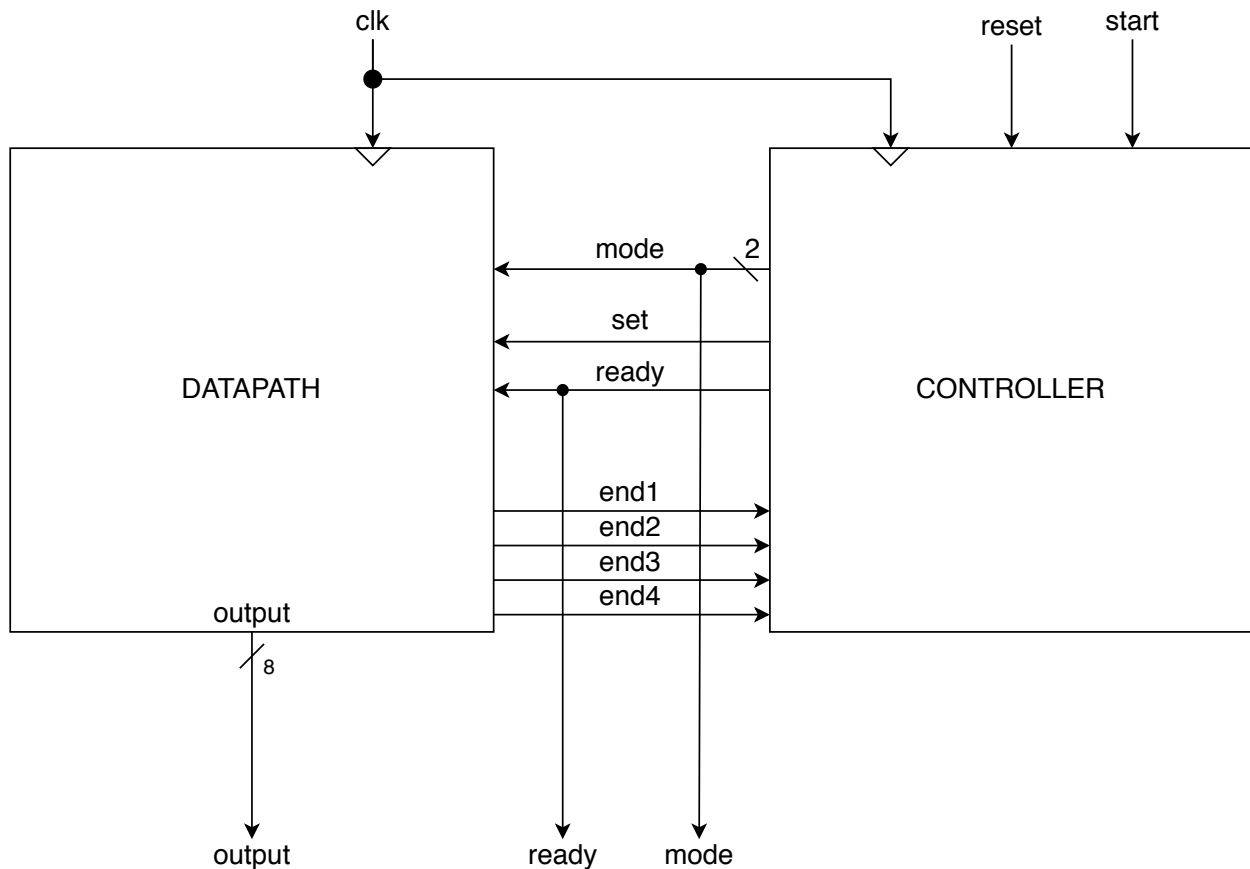 clk
reset
start
mode
2
set
ready
DATAPATH
CONTROLLER
end1
end2
end3
end4
output
8
output
ready
mode